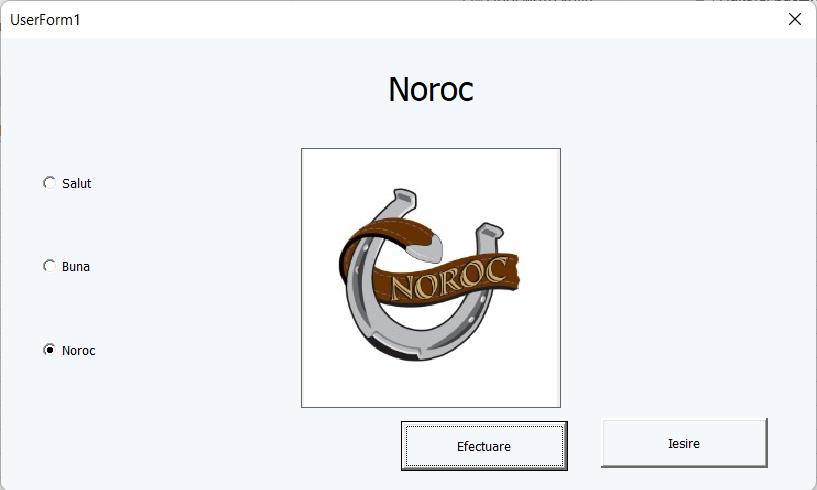 UserForm1
Noroc
Salut
Buna
Noroc
NOROC
Efectuare
Iesire